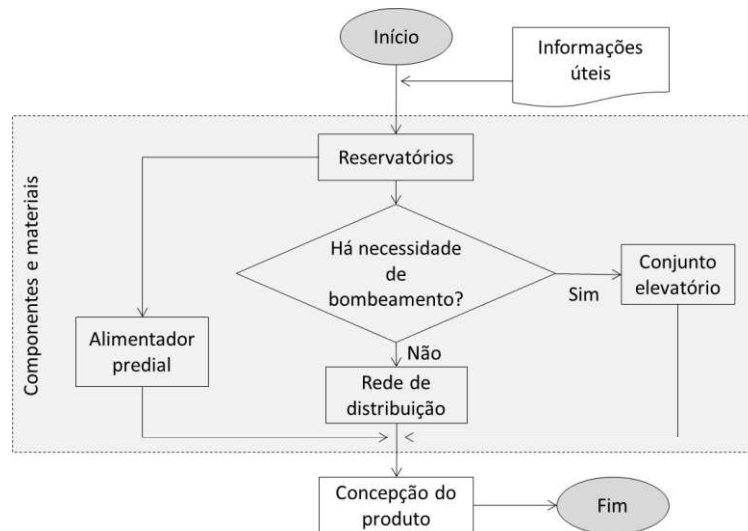 Início
Informações
úteis
Componentes e materiais
Reservatórios
Há necessidade
de
bombeamento?
Sim
Conjunto
elevatório
Alimentador
predial
Não
Rede de
distribuição
Concepção do
produto
Fim